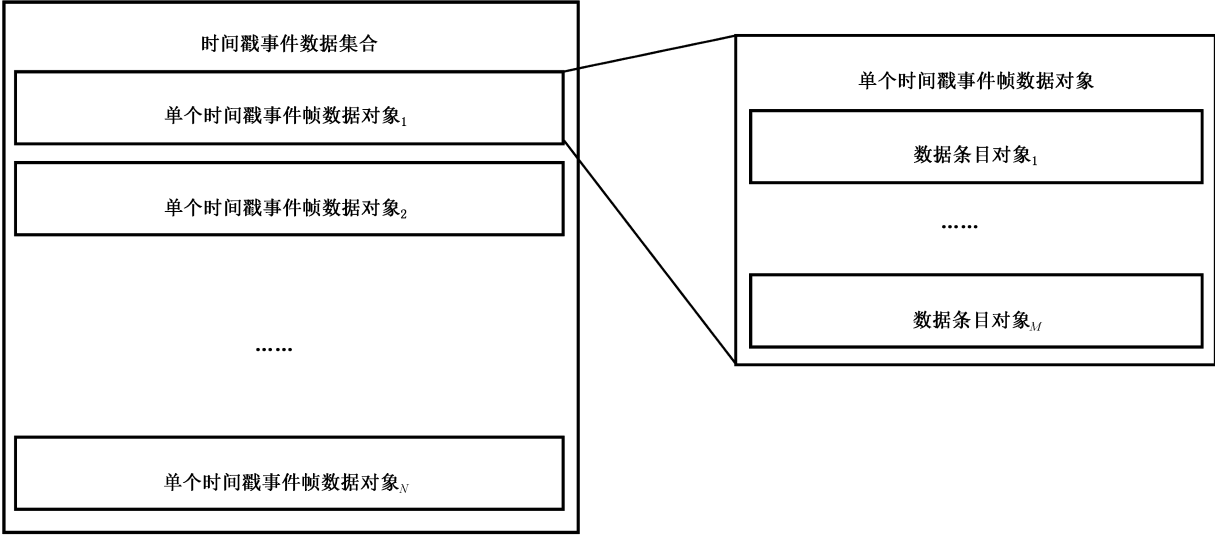 时间戳事件数据集合
单个时间戳事件帧数据对象1
单个时间戳事件帧数据对象2
……
单个时间戳事件帧数据对象N
单个时间戳事件帧数据对象
数据条目对象1
……
数据条目对象M